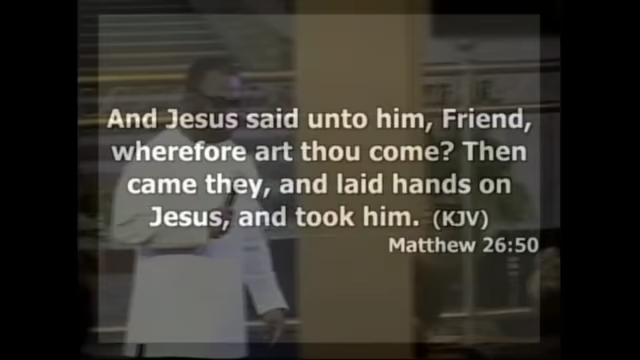 And Jesus said unto him, Friend,
wherefore art thou come? Then
came they, and laid hands on
Jesus, and took him. (KJV)
Matthew 26:50